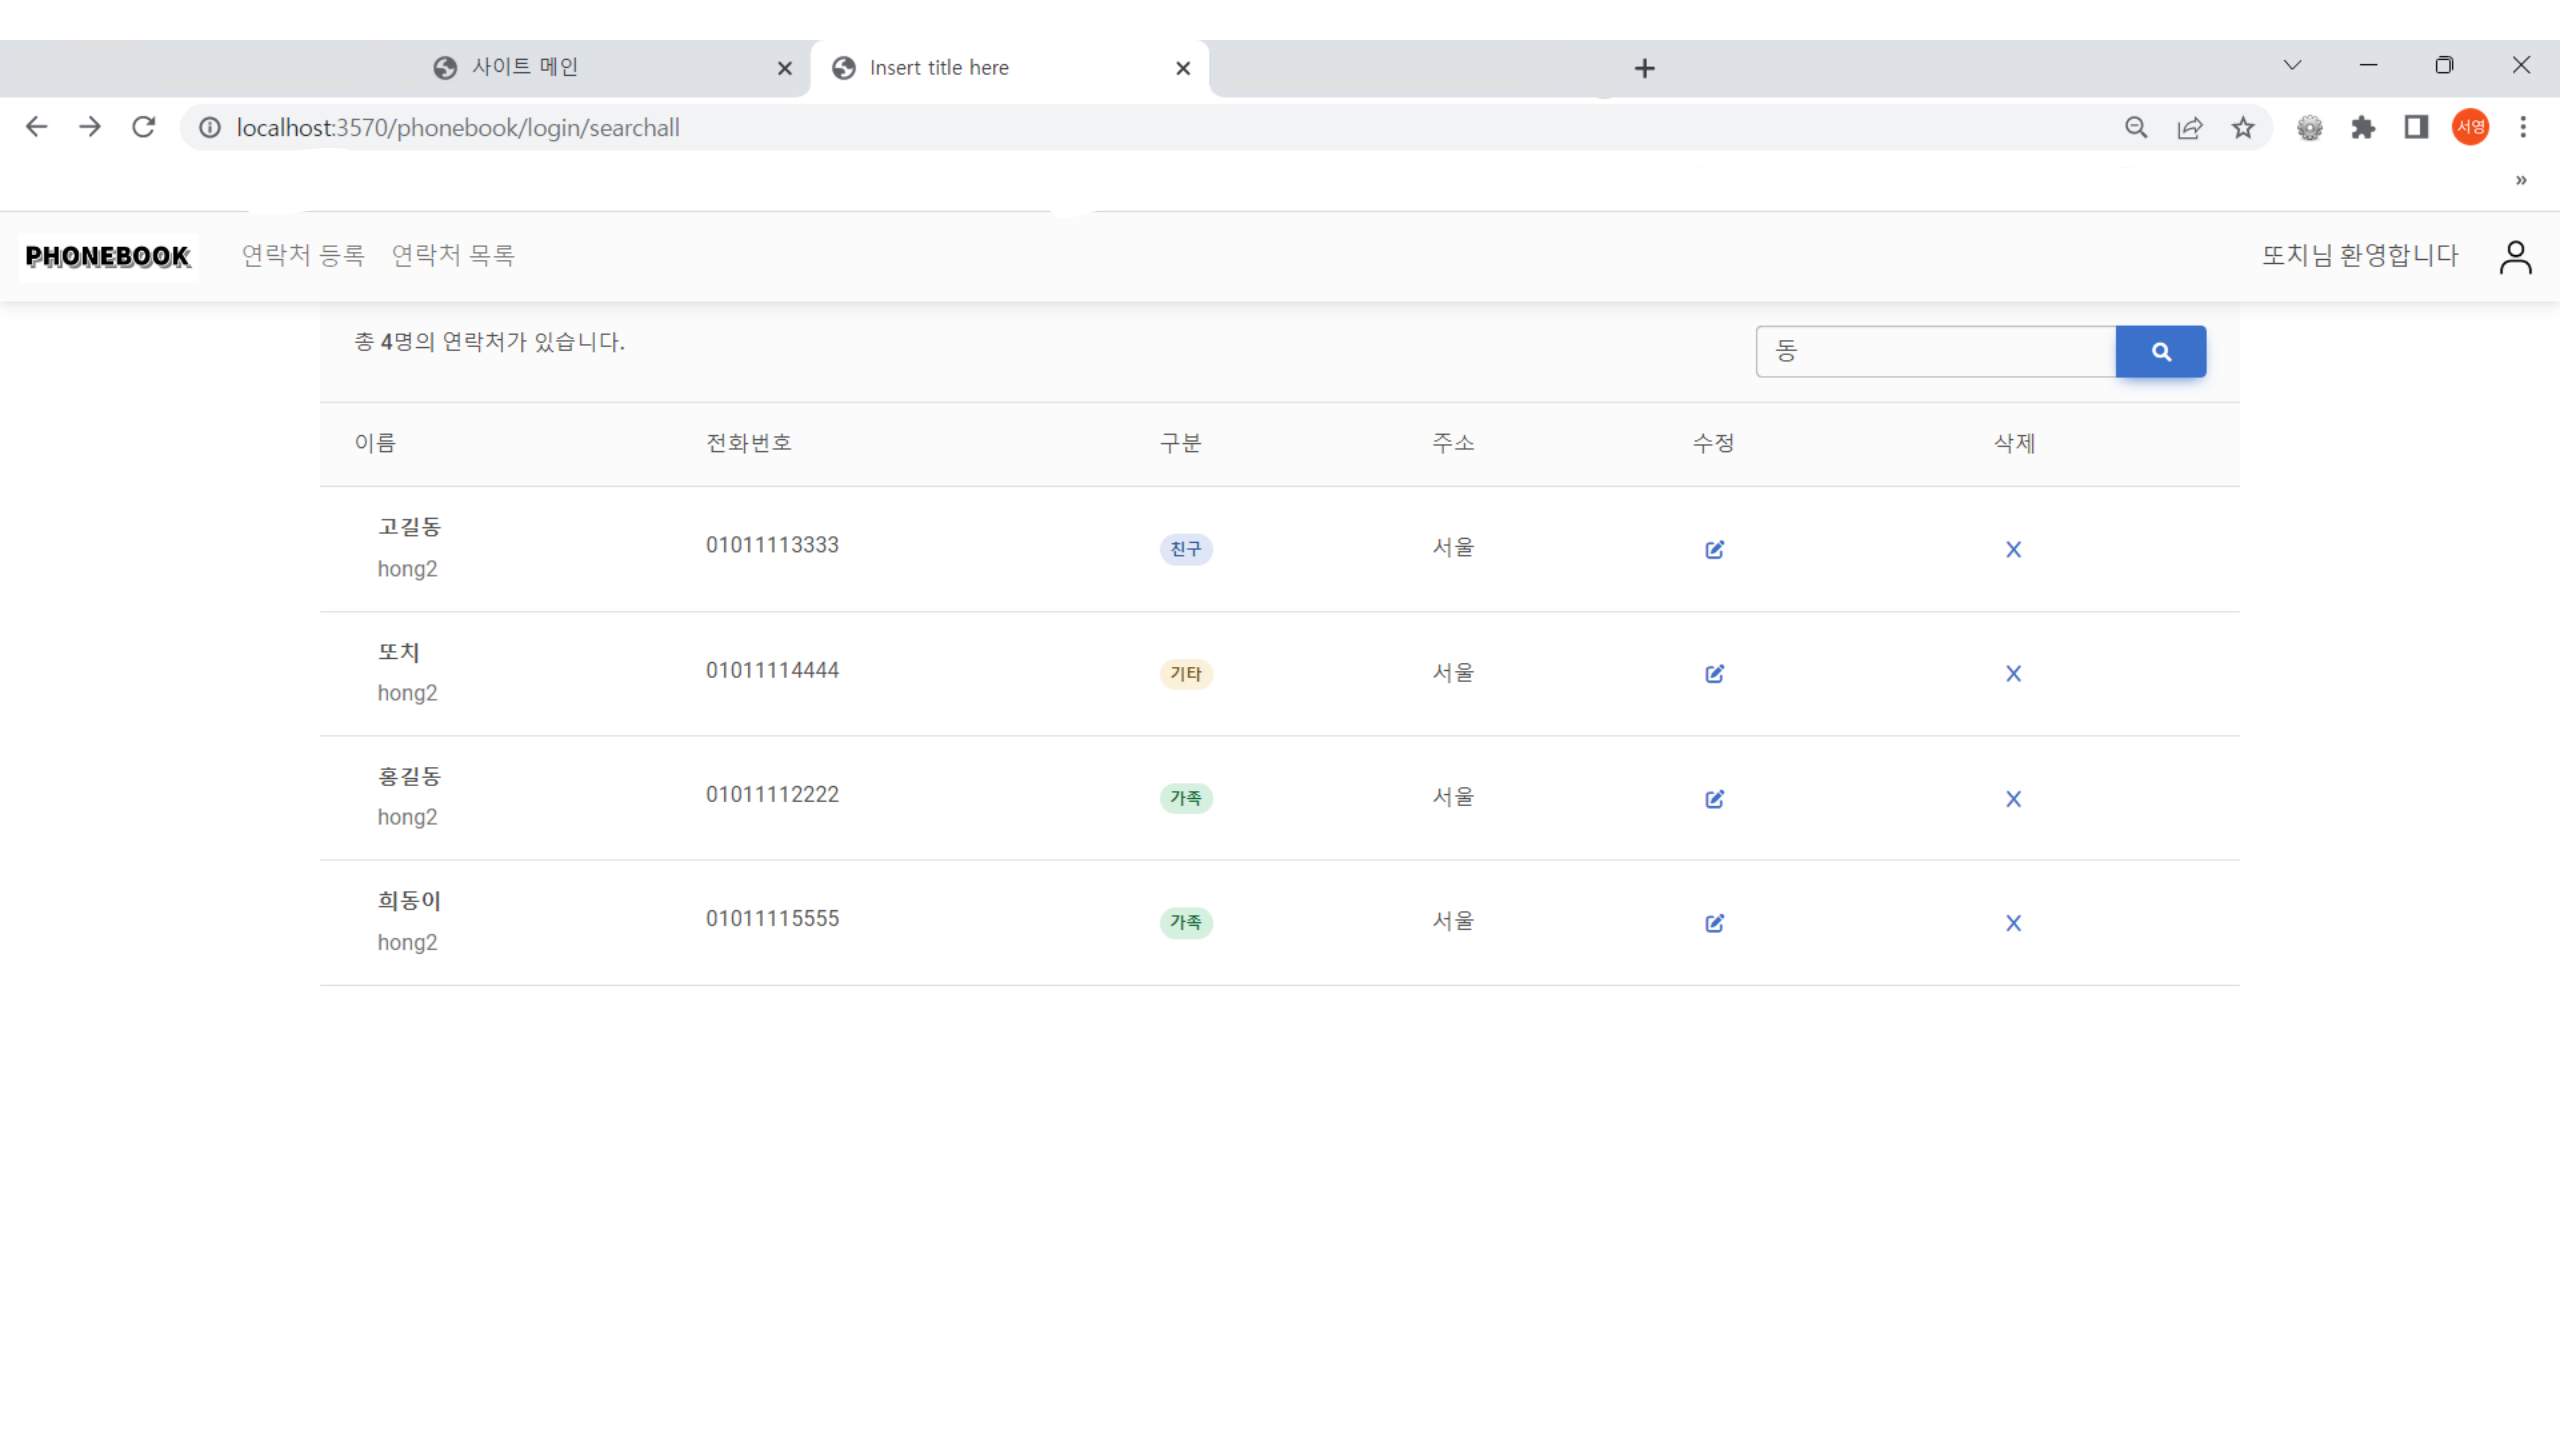 사이트 메인
Insert title here
localhost:3570/phonebook/login/searchall
서영
»
PHONEBOOK 연락처 등록 연락처 목록 또치님 환영합니다
총 4명의 연락처가 있습니다. 동
이름 전화번호 구분 주소 수정 삭제
고길동
hong2
01011113333 친구 서울
또치
hong2
01011114444 기타 서울
홍길동
hong2
01011112222 가족 서울
희동이
hong2
01011115555 가족 서울